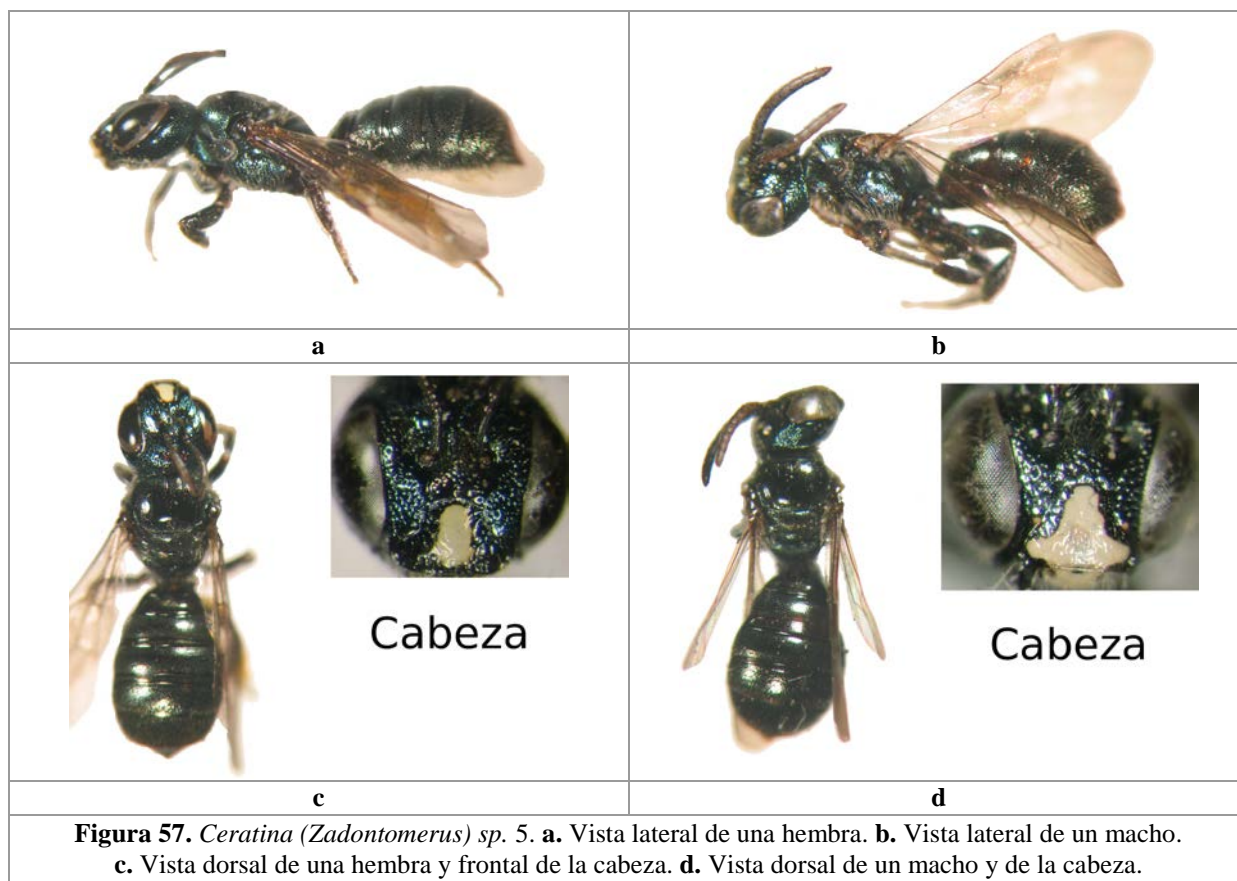 a
b
Cabeza
Cabeza
c
d
Figura 57. Ceratina (Zadontomerus) sp. 5. a. Vista lateral de una hembra. b. Vista lateral de un macho.
c. Vista dorsal de una hembra y frontal de la cabeza. d. Vista dorsal de un macho y de la cabeza.